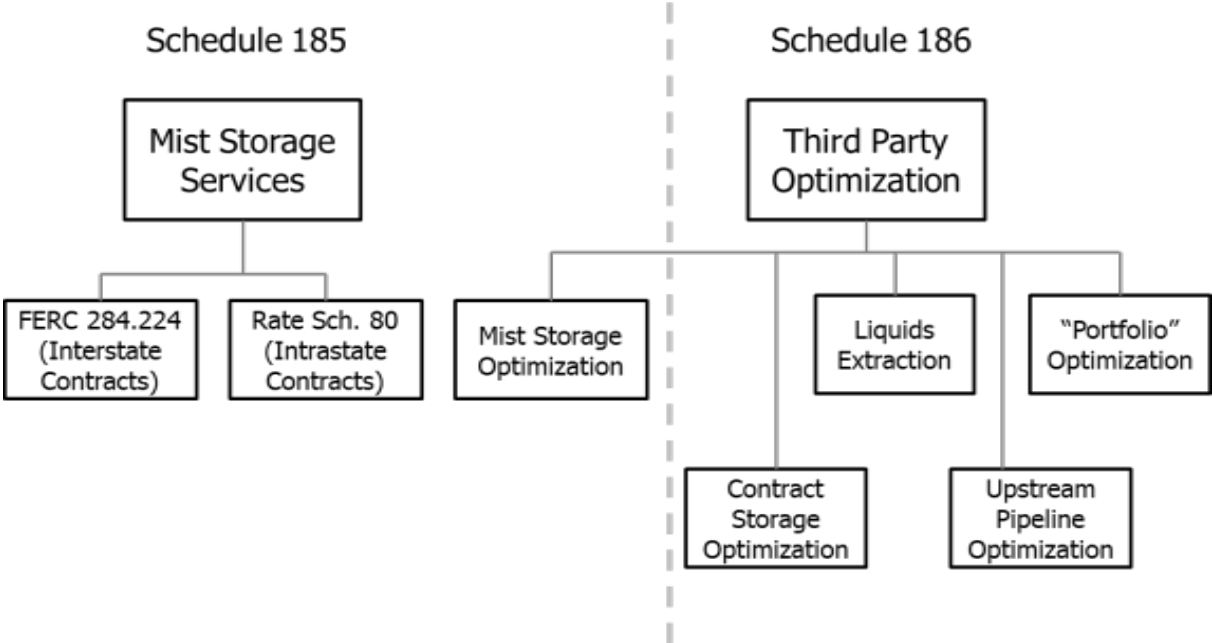 Schedule 185
Schedule 186
Mist Storage
Services
Third Party
Optimization
FERC 284.224
(Interstate
Contracts)
Rate Sch. 80
(Intrastate
Contracts)
Mist Storage
Optimization
Liquids
Extraction
“Portfolio”
Optimization
Contract
Storage
Optimization
Upstream
Pipeline
Optimization